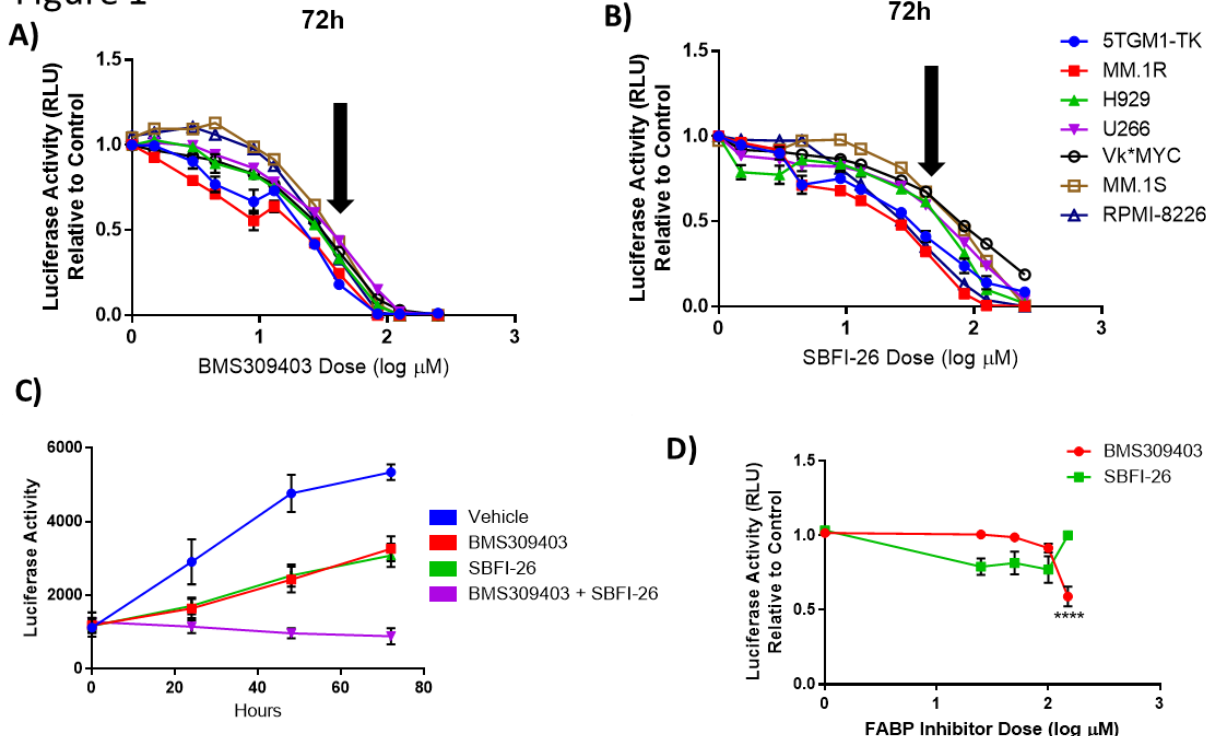 Figure 1
A)
72h
Luciferase Activity (RLU)
Relative to Control
1.5
1.0
0.5
0.0
0
1
2
3
BMS309403 Dose (log μM)
B)
72h
Luciferase Activity (RLU)
Relative to Control
1.5
1.0
0.5
0.0
0
1
2
3
SBFI-26 Dose (log μM)
5TGM1-TK
MM.1R
H929
U266
Vk*MYC
MM.1S
RPMI-8226
C)
Luciferase Activity
6000
4000
2000
0
0
20
40
60
80
Hours
Vehicle
BMS309403
SBFI-26
BMS309403 + SBFI-26
D)
Luciferase Activity (RLU)
Relative to Control
1.5
1.0
0.5
0.0
0
1
2
3
FABP Inhibitor Dose (log μM)
BMS309403
SBFI-26
****